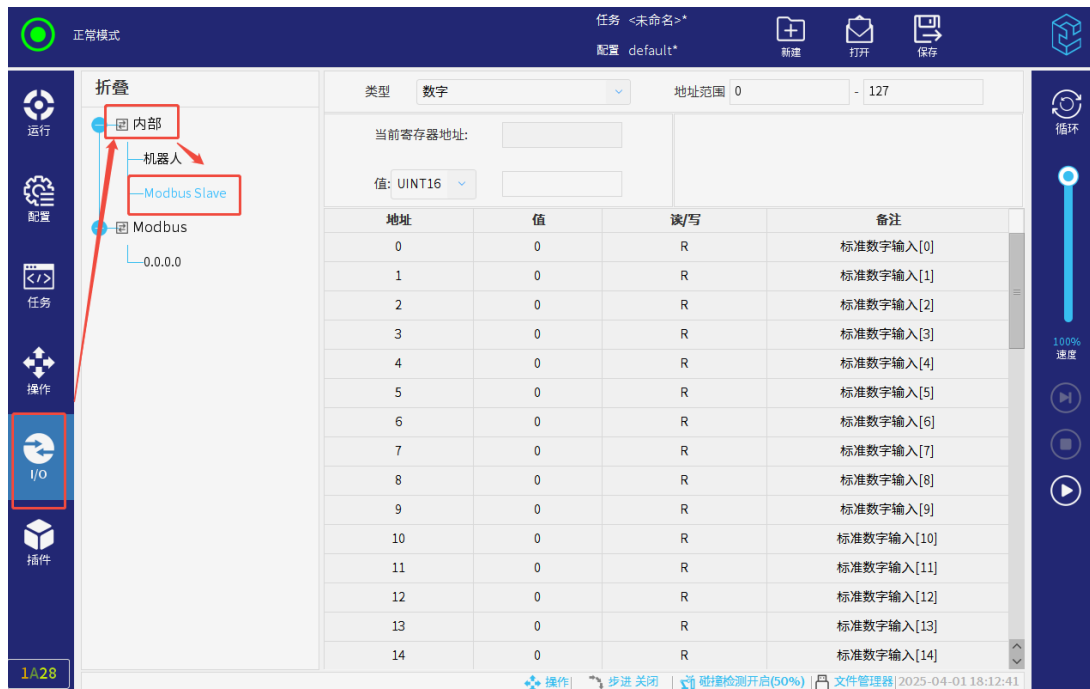 正常模式
任务 <未命名>*
配置 default*
新建
打开
保存
运行
配置
任务
操作
I/O
插件
1A28
折叠
内部
机器人
Modbus Slave
Modbus
0.0.0.0
类型 数字
地址范围 0 - 127
当前寄存器地址:
值: UINT16
地址 值 读/写 备注
0 0 R 标准数字输入[0]
1 0 R 标准数字输入[1]
2 0 R 标准数字输入[2]
3 0 R 标准数字输入[3]
4 0 R 标准数字输入[4]
5 0 R 标准数字输入[5]
6 0 R 标准数字输入[6]
7 0 R 标准数字输入[7]
8 0 R 标准数字输入[8]
9 0 R 标准数字输入[9]
10 0 R 标准数字输入[10]
11 0 R 标准数字输入[11]
12 0 R 标准数字输入[12]
13 0 R 标准数字输入[13]
14 0 R 标准数字输入[14]
循环
100%
速度
操作| 步进 关闭 | 碰撞检测开启(50%) | 文件管理器|2025-04-01 18:12:41